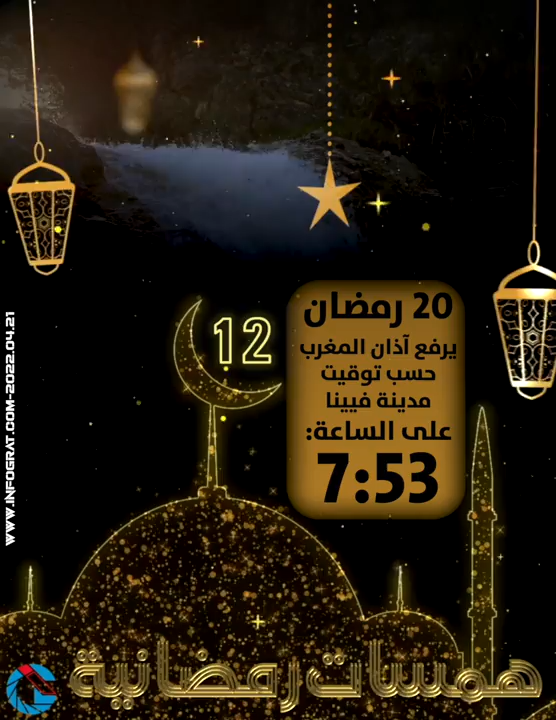 12
20 رمضان
يرفع آذان المغرب
حسب توقيت
مدينة فيينا
على الساعة:
7:53
WWW.INFOGRAT.COM-2022.04.21
همسات رمضانية